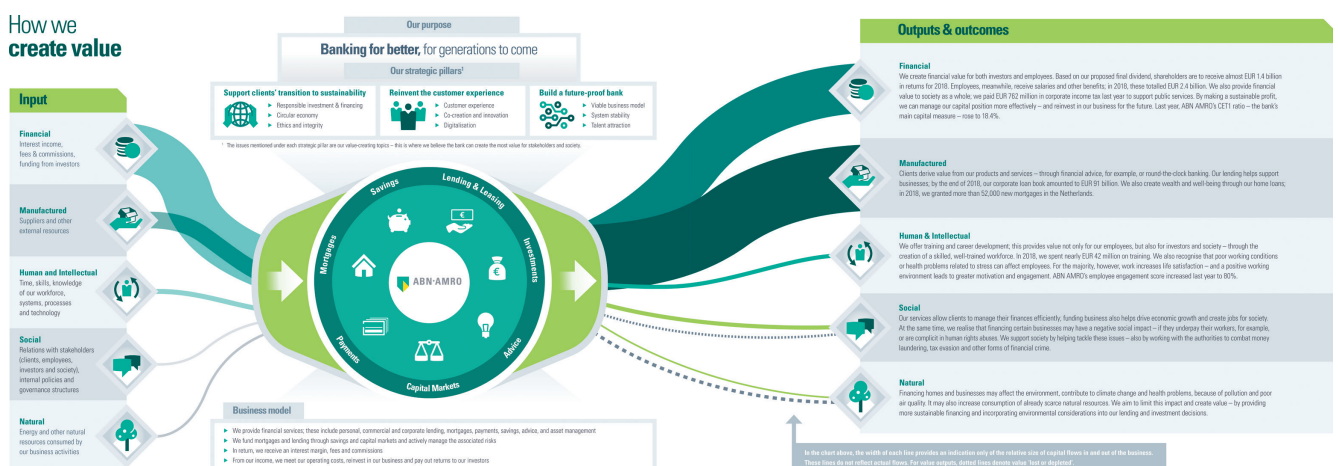 How we
create value
Input
Financial
Interest income,
fees & commissions,
funding from investors
Manufactured
Suppliers and other
external resources
Human and Intellectual
Time, skills, knowledge
of our workforce,
systems, processes
and technology
Social
Relations with stakeholders
(clients, employees,
investors and society),
internal policies and
governance structures
Natural
Energy and other natural
resources consumed by
our business activities
Our purpose
Banking for better, for generations to come
Our strategic pillars¹
Support clients' transition to sustainability
Responsible investment & financing
Circular economy
Ethics and integrity
Reinvent the customer experience
Customer experience
Co-creation and innovation
Digitalisation
Build a future-proof bank
Viable business model
System stability
Talent attraction
¹ The issues mentioned under each strategic pillar are our value-creating topics – this is where we believe the bank can create the most value for stakeholders and society.
Savings
Lending & Leasing
Mortgages
Investments
ABN·AMRO
Payments
Advice
Capital Markets
Business model
We provide financial services; these include personal, commercial and corporate lending, mortgages, payments, savings, advice, and asset management
We fund mortgages and lending through savings and capital markets and actively manage the associated risks
In return, we receive an interest margin, fees and commissions
From our income, we meet our operating costs, reinvest in our business and pay out returns to our investors
Outputs & outcomes
Financial
We create financial value for both investors and employees. Based on our proposed final dividend, shareholders are to receive almost EUR 1.4 billion
in returns for 2018. Employees, meanwhile, receive salaries and other benefits; in 2018, these totalled EUR 2.4 billion. We also provide financial
value to society as a whole; we paid EUR 762 million in corporate income tax last year to support public services. By making a sustainable profit,
we can manage our capital position more effectively – and reinvest in our business for the future. Last year, ABN AMRO's CET1 ratio – the bank's
main capital measure – rose to 18.4%.
Manufactured
Clients derive value from our products and services – through financial advice, for example, or round-the-clock banking. Our lending helps support
businesses; by the end of 2018, our corporate loan book amounted to EUR 91 billion. We also create wealth and well-being through our home loans;
in 2018, we granted more than 52,000 new mortgages in the Netherlands.
Human & Intellectual
We offer training and career development; this provides value not only for our employees, but also for investors and society – through the
creation of a skilled, well-trained workforce. In 2018, we spent nearly EUR 42 million on training. We also recognise that poor working conditions
or health problems related to stress can affect employees. For the majority, however, work increases life satisfaction – and a positive working
environment leads to greater motivation and engagement. ABN AMRO's employee engagement score increased last year to 80%.
Social
Our services allow clients to manage their finances efficiently; funding business also helps drive economic growth and create jobs for society.
At the same time, we realise that financing certain businesses may have a negative social impact – if they underpay their workers, for example,
or are complicit in human rights abuses. We support society by helping tackle these issues – also by working with the authorities to combat money
laundering, tax evasion and other forms of financial crime.
Natural
Financing homes and businesses may affect the environment, contribute to climate change and health problems, because of pollution and poor
air quality. It may also increase consumption of already scarce natural resources. We aim to limit this impact and create value – by providing
more sustainable financing and incorporating environmental considerations into our lending and investment decisions.
In the chart above, the width of each line provides an indication only of the relative size of capital flows in and out of the business.
These lines do not reflect actual flows. For value outputs, dotted lines denote value 'lost or depleted'.